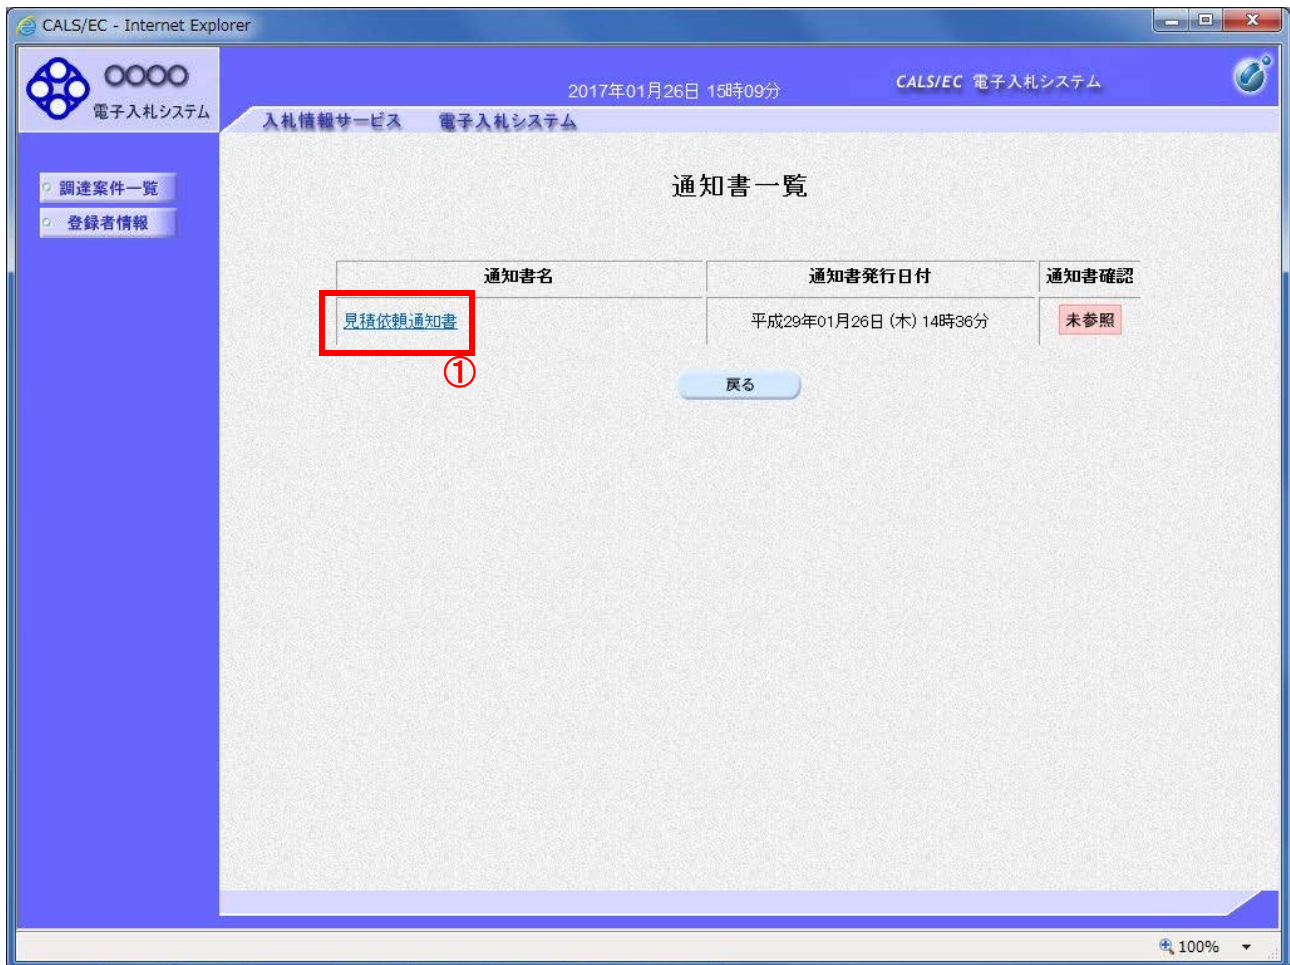 CALS/EC - Internet Explorer
○○○○
電子入札システム
2017年01月26日 15時09分
CALS/EC 電子入札システム
入札情報サービス 電子入札システム
調達案件一覧
登録者情報
通知書一覧
通知書名 通知書発行日付 通知書確認
見積依頼通知書 平成29年01月26日(木)14時36分 未参照
①
戻る
100%